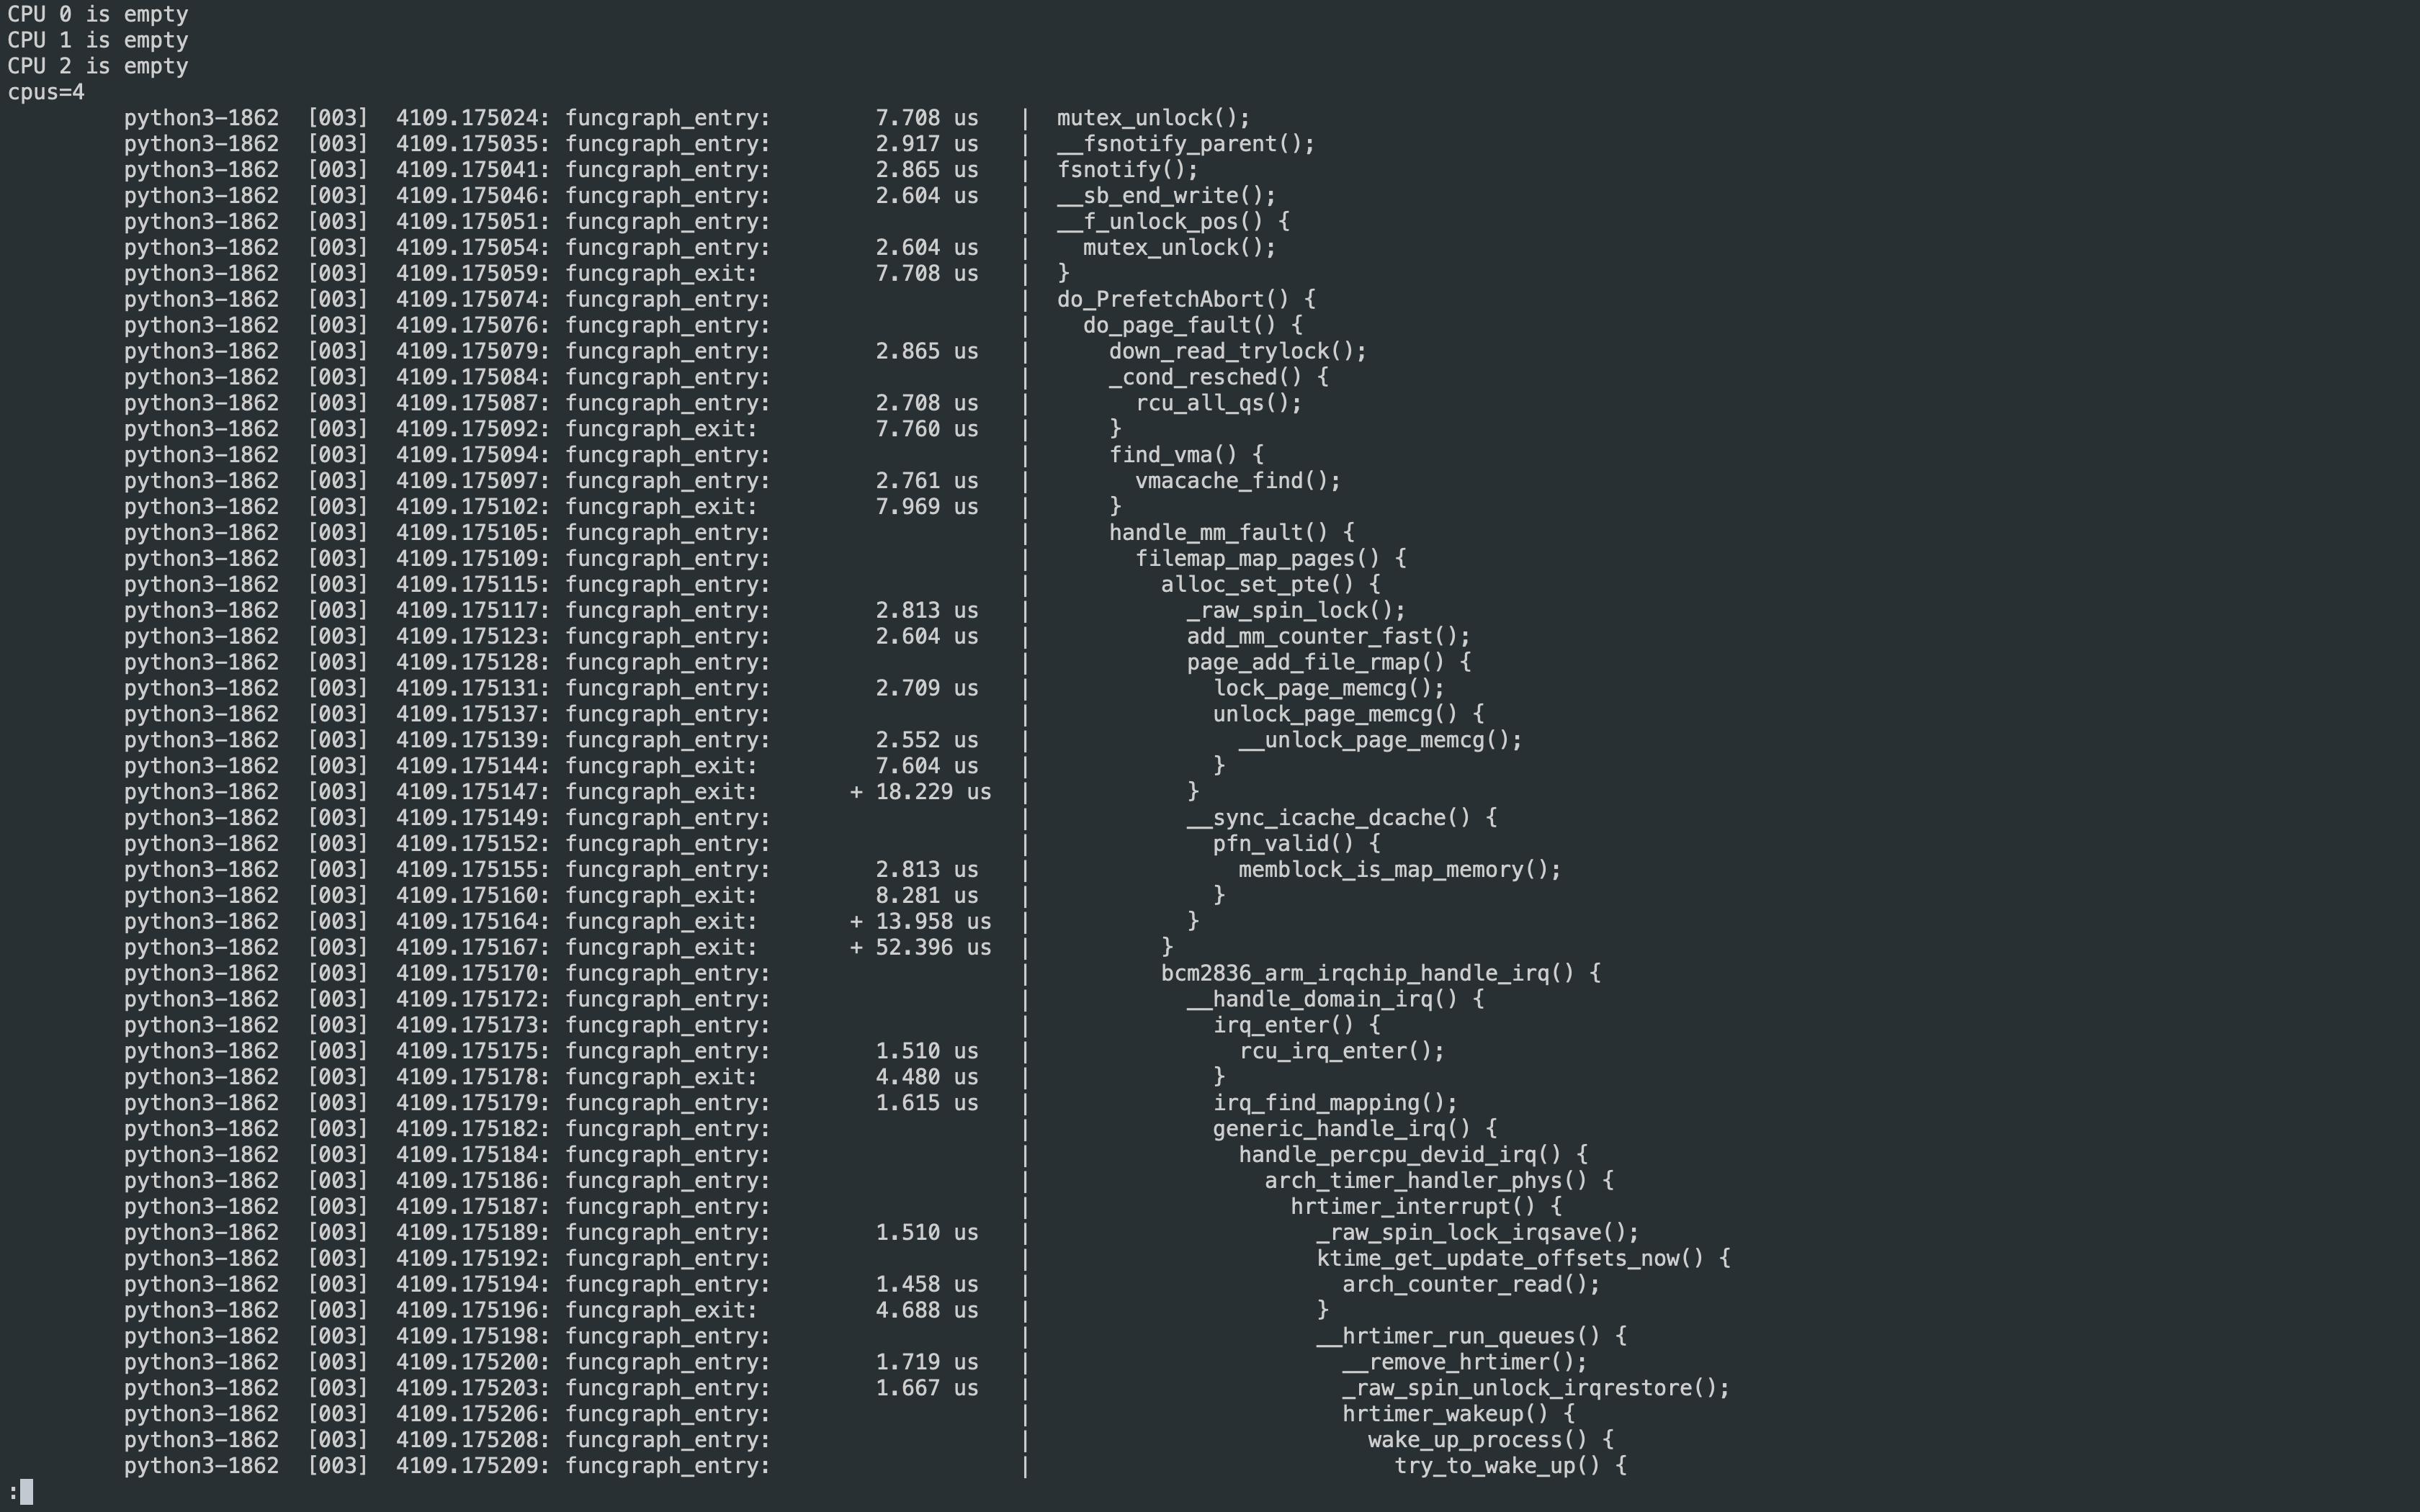 CPU 0 is empty
CPU 1 is empty
CPU 2 is empty
cpus=4
         python3-1862  [003]  4109.175024: funcgraph_entry:        7.708 us   |  mutex_unlock();
         python3-1862  [003]  4109.175035: funcgraph_entry:        2.917 us   |  __fsnotify_parent();
         python3-1862  [003]  4109.175041: funcgraph_entry:        2.865 us   |  fsnotify();
         python3-1862  [003]  4109.175046: funcgraph_entry:        2.604 us   |  __sb_end_write();
         python3-1862  [003]  4109.175051: funcgraph_entry:                   |  __f_unlock_pos() {
         python3-1862  [003]  4109.175054: funcgraph_entry:        2.604 us   |    mutex_unlock();
         python3-1862  [003]  4109.175059: funcgraph_exit:         7.708 us   |  }
         python3-1862  [003]  4109.175074: funcgraph_entry:                   |  do_PrefetchAbort() {
         python3-1862  [003]  4109.175076: funcgraph_entry:                   |    do_page_fault() {
         python3-1862  [003]  4109.175079: funcgraph_entry:        2.865 us   |      down_read_trylock();
         python3-1862  [003]  4109.175084: funcgraph_entry:                   |      _cond_resched() {
         python3-1862  [003]  4109.175087: funcgraph_entry:        2.708 us   |        rcu_all_qs();
         python3-1862  [003]  4109.175092: funcgraph_exit:         7.760 us   |      }
         python3-1862  [003]  4109.175094: funcgraph_entry:                   |      find_vma() {
         python3-1862  [003]  4109.175097: funcgraph_entry:        2.761 us   |        vmacache_find();
         python3-1862  [003]  4109.175102: funcgraph_exit:         7.969 us   |      }
         python3-1862  [003]  4109.175105: funcgraph_entry:                   |      handle_mm_fault() {
         python3-1862  [003]  4109.175109: funcgraph_entry:                   |        filemap_map_pages() {
         python3-1862  [003]  4109.175115: funcgraph_entry:                   |          alloc_set_pte() {
         python3-1862  [003]  4109.175117: funcgraph_entry:        2.813 us   |            _raw_spin_lock();
         python3-1862  [003]  4109.175123: funcgraph_entry:        2.604 us   |            add_mm_counter_fast();
         python3-1862  [003]  4109.175128: funcgraph_entry:                   |            page_add_file_rmap() {
         python3-1862  [003]  4109.175131: funcgraph_entry:        2.709 us   |              lock_page_memcg();
         python3-1862  [003]  4109.175137: funcgraph_entry:                   |              unlock_page_memcg() {
         python3-1862  [003]  4109.175139: funcgraph_entry:        2.552 us   |                __unlock_page_memcg();
         python3-1862  [003]  4109.175144: funcgraph_exit:         7.604 us   |              }
         python3-1862  [003]  4109.175147: funcgraph_exit:       + 18.229 us  |            }
         python3-1862  [003]  4109.175149: funcgraph_entry:                   |            __sync_icache_dcache() {
         python3-1862  [003]  4109.175152: funcgraph_entry:                   |              pfn_valid() {
         python3-1862  [003]  4109.175155: funcgraph_entry:        2.813 us   |                memblock_is_map_memory();
         python3-1862  [003]  4109.175160: funcgraph_exit:         8.281 us   |              }
         python3-1862  [003]  4109.175164: funcgraph_exit:       + 13.958 us  |            }
         python3-1862  [003]  4109.175167: funcgraph_exit:       + 52.396 us  |          }
         python3-1862  [003]  4109.175170: funcgraph_entry:                   |          bcm2836_arm_irqchip_handle_irq() {
         python3-1862  [003]  4109.175172: funcgraph_entry:                   |            __handle_domain_irq() {
         python3-1862  [003]  4109.175173: funcgraph_entry:                   |              irq_enter() {
         python3-1862  [003]  4109.175175: funcgraph_entry:        1.510 us   |                rcu_irq_enter();
         python3-1862  [003]  4109.175178: funcgraph_exit:         4.480 us   |              }
         python3-1862  [003]  4109.175179: funcgraph_entry:        1.615 us   |              irq_find_mapping();
         python3-1862  [003]  4109.175182: funcgraph_entry:                   |              generic_handle_irq() {
         python3-1862  [003]  4109.175184: funcgraph_entry:                   |                handle_percpu_devid_irq() {
         python3-1862  [003]  4109.175186: funcgraph_entry:                   |                  arch_timer_handler_phys() {
         python3-1862  [003]  4109.175187: funcgraph_entry:                   |                    hrtimer_interrupt() {
         python3-1862  [003]  4109.175189: funcgraph_entry:        1.510 us   |                      _raw_spin_lock_irqsave();
         python3-1862  [003]  4109.175192: funcgraph_entry:                   |                      ktime_get_update_offsets_now() {
         python3-1862  [003]  4109.175194: funcgraph_entry:        1.458 us   |                        arch_counter_read();
         python3-1862  [003]  4109.175196: funcgraph_exit:         4.688 us   |                      }
         python3-1862  [003]  4109.175198: funcgraph_entry:                   |                      __hrtimer_run_queues() {
         python3-1862  [003]  4109.175200: funcgraph_entry:        1.719 us   |                        __remove_hrtimer();
         python3-1862  [003]  4109.175203: funcgraph_entry:        1.667 us   |                        _raw_spin_unlock_irqrestore();
         python3-1862  [003]  4109.175206: funcgraph_entry:                   |                        hrtimer_wakeup() {
         python3-1862  [003]  4109.175208: funcgraph_entry:                   |                          wake_up_process() {
         python3-1862  [003]  4109.175209: funcgraph_entry:                   |                            try_to_wake_up() {
: